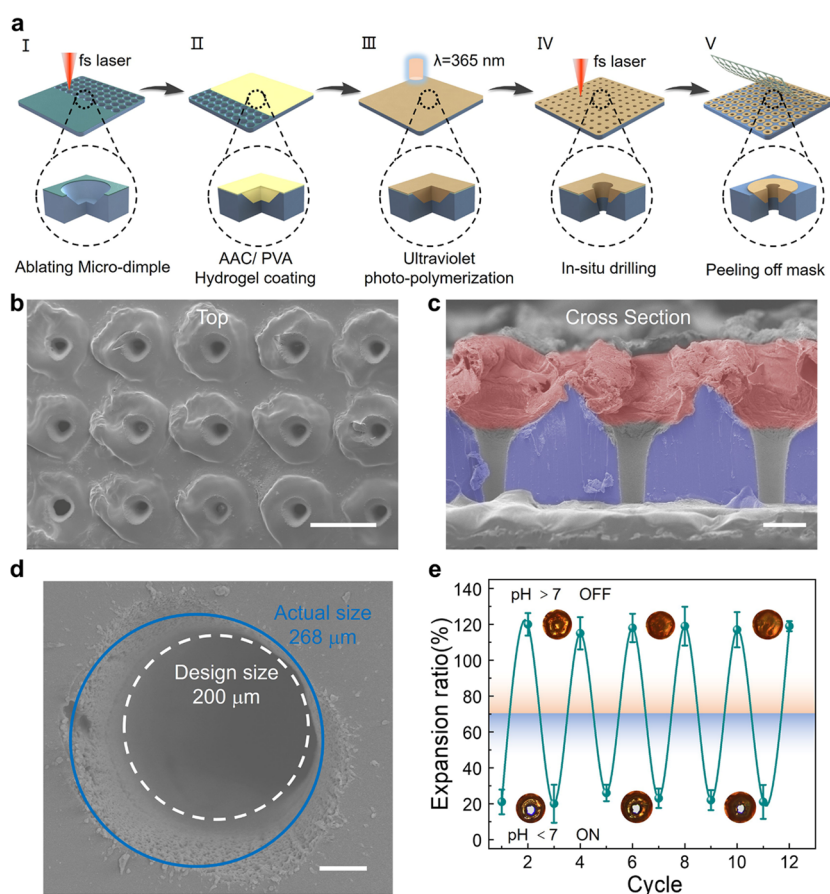 a
I
II
III
IV
V
fs laser
λ=365 nm
fs laser
Ablating Micro-dimple
AAC/ PVA
Hydrogel coating
Ultraviolet
photo-polymerization
In-situ drilling
Peeling off mask
b
Top
c
Cross Section
d
Actual size
268 μm
Design size
200 μm
e
Expansion ratio(%)
140
120
100
80
60
40
20
0
pH > 7 OFF
pH < 7 ON
2
4
6
8
10
12
Cycle